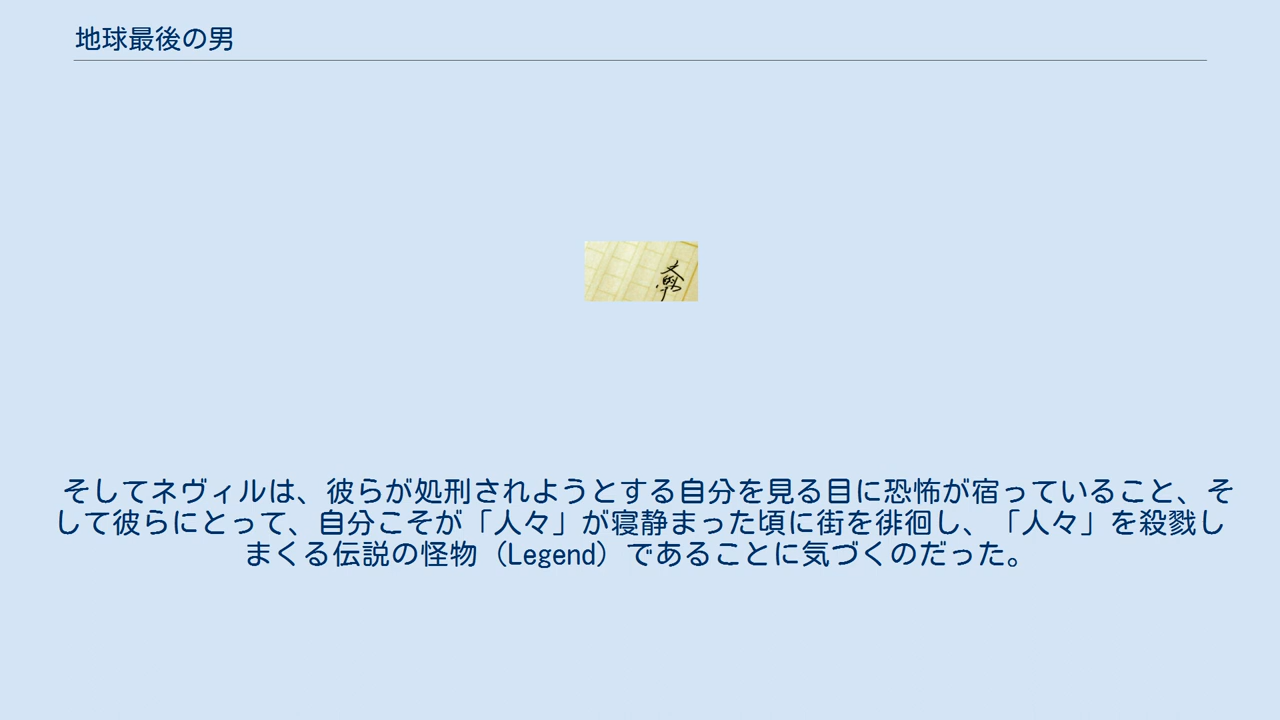 地球最後の男
そしてネヴィルは、彼らが処刑されようとする自分を見る目に恐怖が宿っていること、そ
して彼らにとって、自分こそが「人々」が寝静まった頃に街を徘徊し、「人々」を殺戮し
まくる伝説の怪物（Legend）であることに気づくのだった。